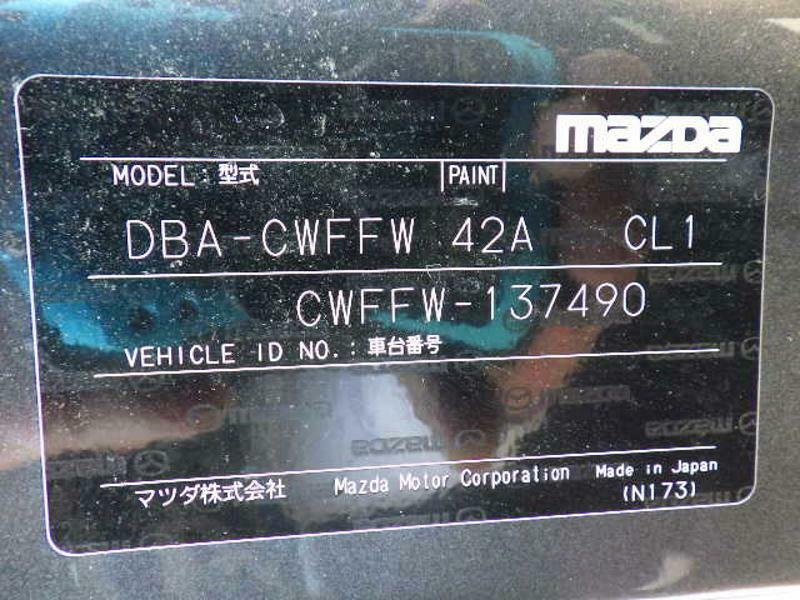 mazda
MODEL : 型式 PAINT
DBA-CWFFW 42A CL1
CWFFW-137490
VEHICLE ID NO. : 車台番号
マツダ株式会社 Mazda Motor Corporation Made in Japan
(N173)